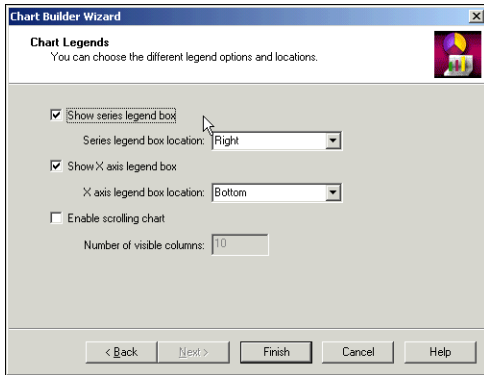 Chart Builder Wizard
Chart Legends
You can choose the different legend options and locations.
Show series legend box
Series legend box location: Right
Show X axis legend box
X axis legend box location: Bottom
Enable scrolling chart
Number of visible columns: 10
< Back Next > Finish Cancel Help